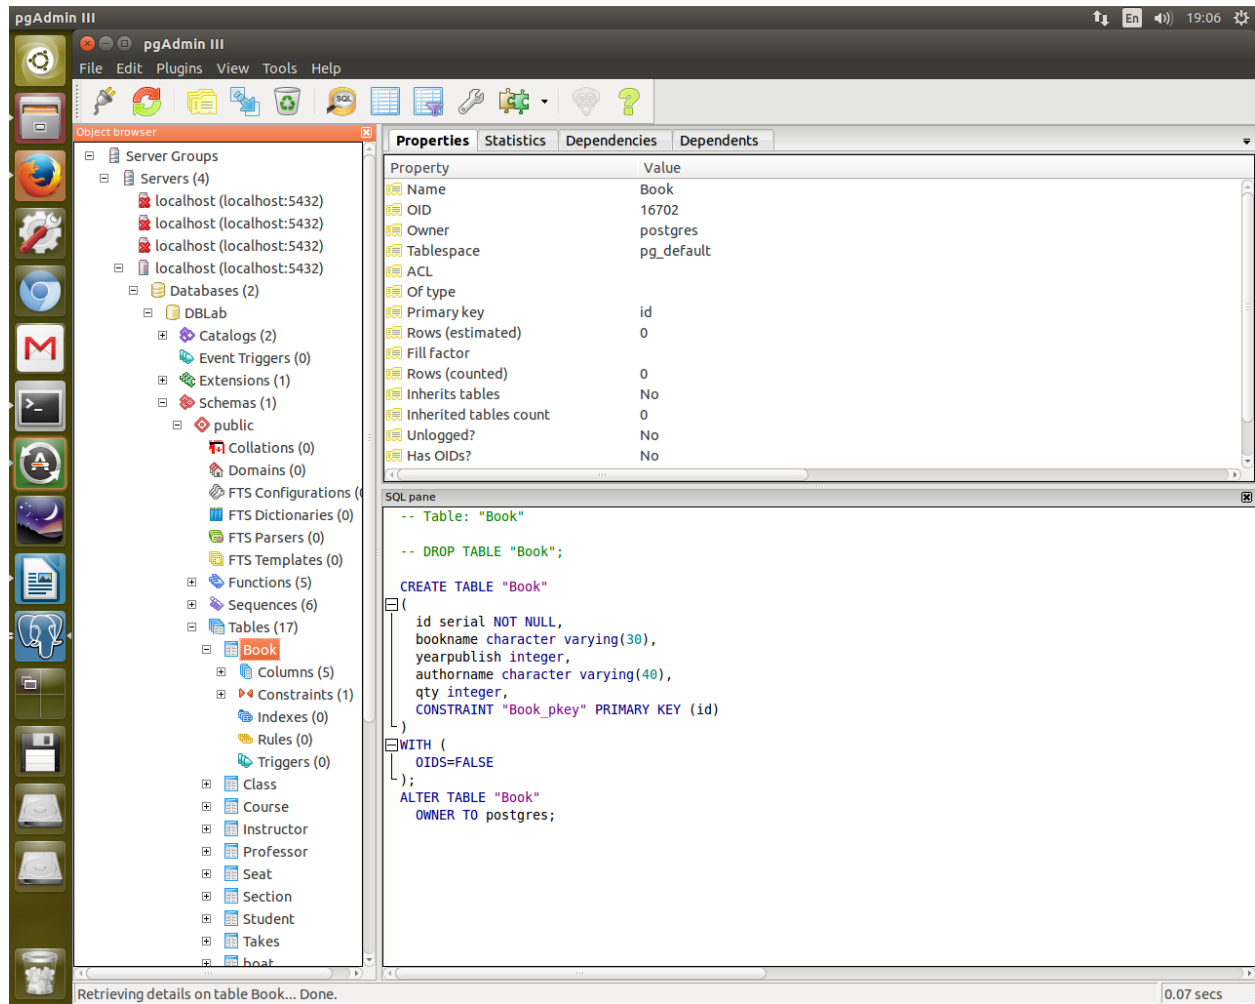 pgAdmin III
En
19:06
pgAdmin III
File Edit Plugins View Tools Help
SQL
Object browser
Server Groups
Servers (4)
localhost (localhost:5432)
localhost (localhost:5432)
localhost (localhost:5432)
localhost (localhost:5432)
Databases (2)
DBLab
Catalogs (2)
Event Triggers (0)
Extensions (1)
Schemas (1)
public
Collations (0)
Domains (0)
FTS Configurations (
FTS Dictionaries (0)
FTS Parsers (0)
FTS Templates (0)
Functions (5)
Sequences (6)
Tables (17)
Book
Columns (5)
Constraints (1)
Indexes (0)
Rules (0)
Triggers (0)
Class
Course
Instructor
Professor
Seat
Section
Student
Takes
boat
Properties Statistics Dependencies Dependents
Property Value
Name Book
OID 16702
Owner postgres
Tablespace pg_default
ACL
Of type
Primary key id
Rows (estimated) 0
Fill factor
Rows (counted) 0
Inherits tables No
Inherited tables count 0
Unlogged? No
Has OIDs? No
SQL pane
-- Table: "Book"
-- DROP TABLE "Book";
CREATE TABLE "Book"
(
id serial NOT NULL,
bookname character varying(30),
yearpublish integer,
authorname character varying(40),
qty integer,
CONSTRAINT "Book_pkey" PRIMARY KEY (id)
)
WITH (
OIDS=FALSE
);
ALTER TABLE "Book"
OWNER TO postgres;
Retrieving details on table Book... Done.
0.07 secs